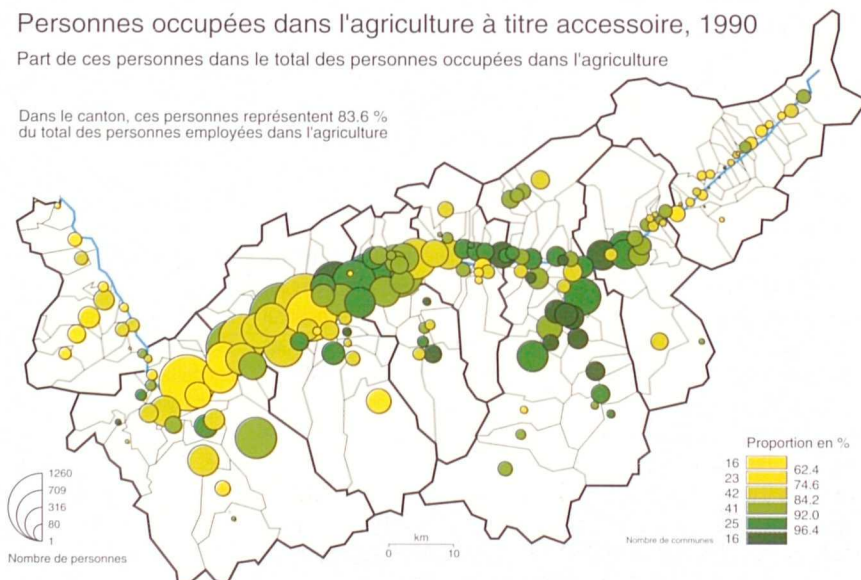 Personnes occupées dans l'agriculture à titre accessoire, 1990
Part de ces personnes dans le total des personnes occupées dans l'agriculture
Dans le canton, ces personnes représentent 83.6 %
du total des personnes employées dans l'agriculture
1260
709
316
80
1
Nombre de personnes
km
0 10
Proportion en %
16
62.4
23
74.6
42
84.2
41
92.0
25
96.4
16
Nombre de communes